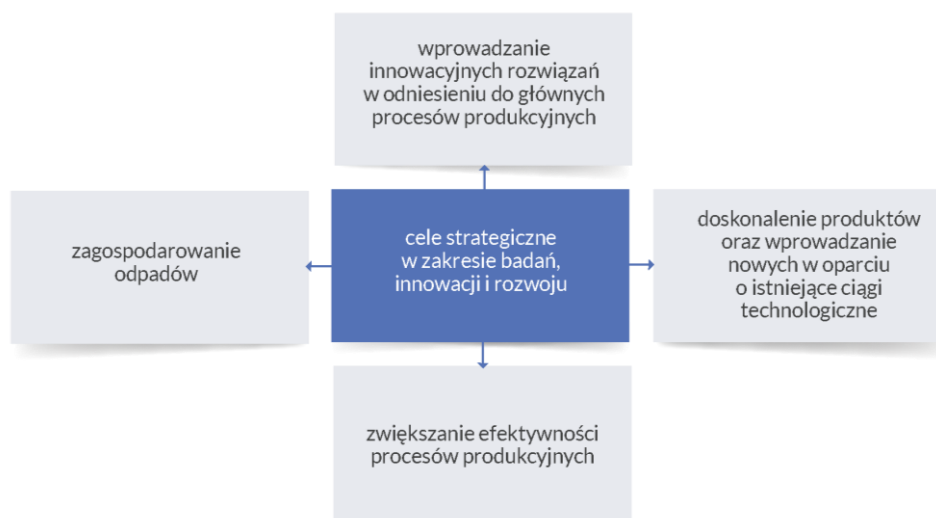 wprowadzanie
innowacyjnych rozwiązań
w odniesieniu do głównych
procesów produkcyjnych
zagospodarowanie
odpadów
cele strategiczne
w zakresie badań,
innowacji i rozwoju
doskonalenie produktów
oraz wprowadzanie
nowych w oparciu
o istniejące ciągi
technologiczne
zwiększanie efektywności
procesów produkcyjnych